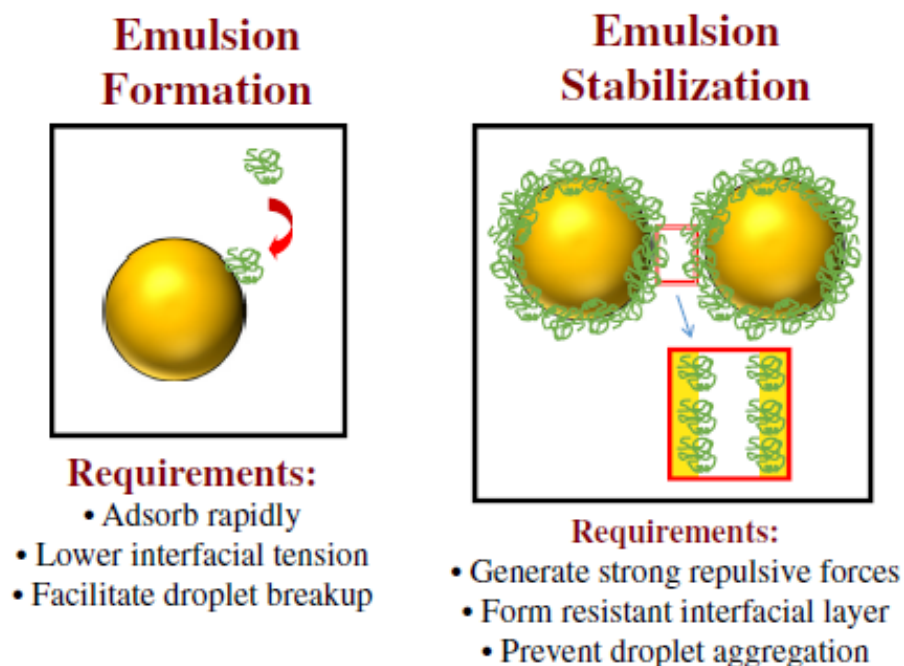 Emulsion
Formation
Requirements:
• Adsorb rapidly
• Lower interfacial tension
• Facilitate droplet breakup
Emulsion
Stabilization
Requirements:
• Generate strong repulsive forces
• Form resistant interfacial layer
• Prevent droplet aggregation